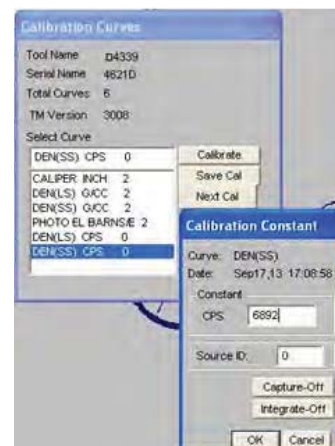 Calibration Curves
Tool Name D4339
Serial Name 4621D
Total Curves 6
TM Version 3008
Select Curve
DEN(SS) CPS 0
Calibrate
Save Cal
Next Cal
CALIPER INCH 2
DEN(LS) G/CC 2
DEN(SS) G/CC 2
PHOTO EL BARNS/E 2
DEN(LS) CPS 0
DEN(SS) CPS 0
Calibration Constant
Curve: DEN(SS)
Date: Sep17,13 17:08:58
Constant
CPS 6892
Source ID: 0
Capture-Off
Integrate-Off
OK Cancel